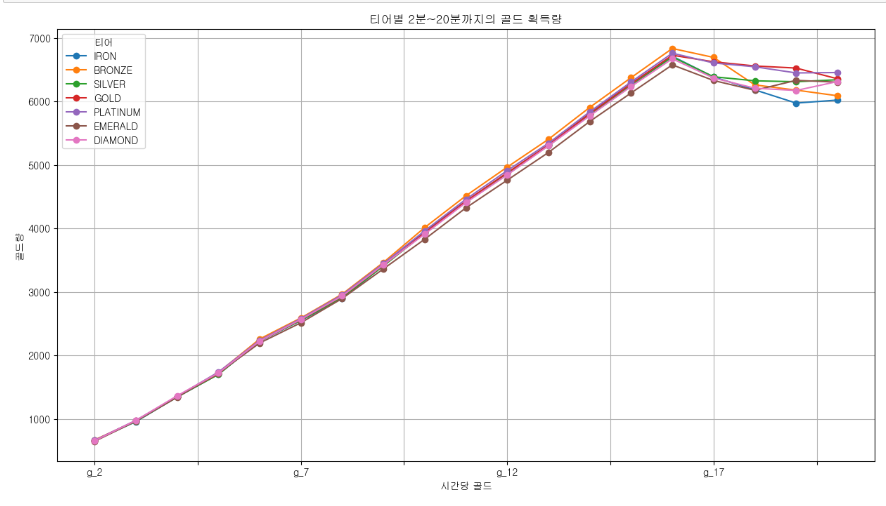 티어별 2분~20분까지의 골드 획득량
7000
6000
5000
4000
3000
2000
1000
티어
IRON
BRONZE
SILVER
GOLD
PLATINUM
EMERALD
DIAMOND
g_2
g_7
g_12
g_17
시간당 골드